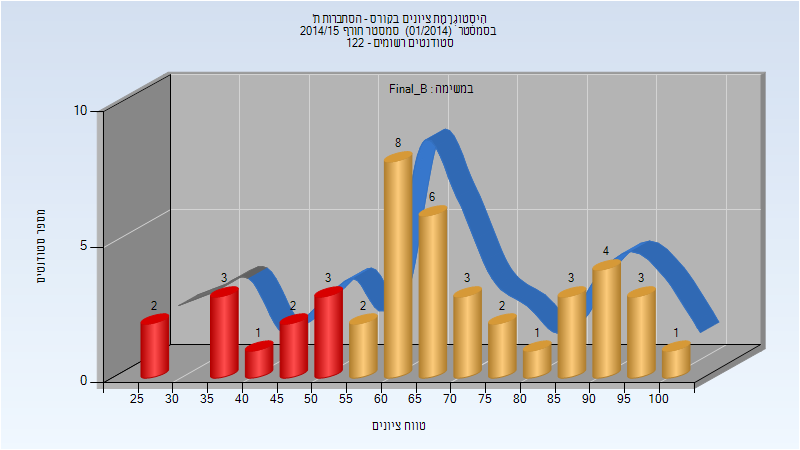 היסטוגרמת ציונים בקורס - הסתברות ת'
בסמסטר (01/2014) סמסטר חורף 2014/15
סטודנטים רשומים - 122
במשימה : Final_B
מספר סטודנטים
10
5
0
2
3
1
2
3
2
8
6
3
2
1
3
4
3
1
25 30 35 40 45 50 55 60 65 70 75 80 85 90 95 100
טווח ציונים